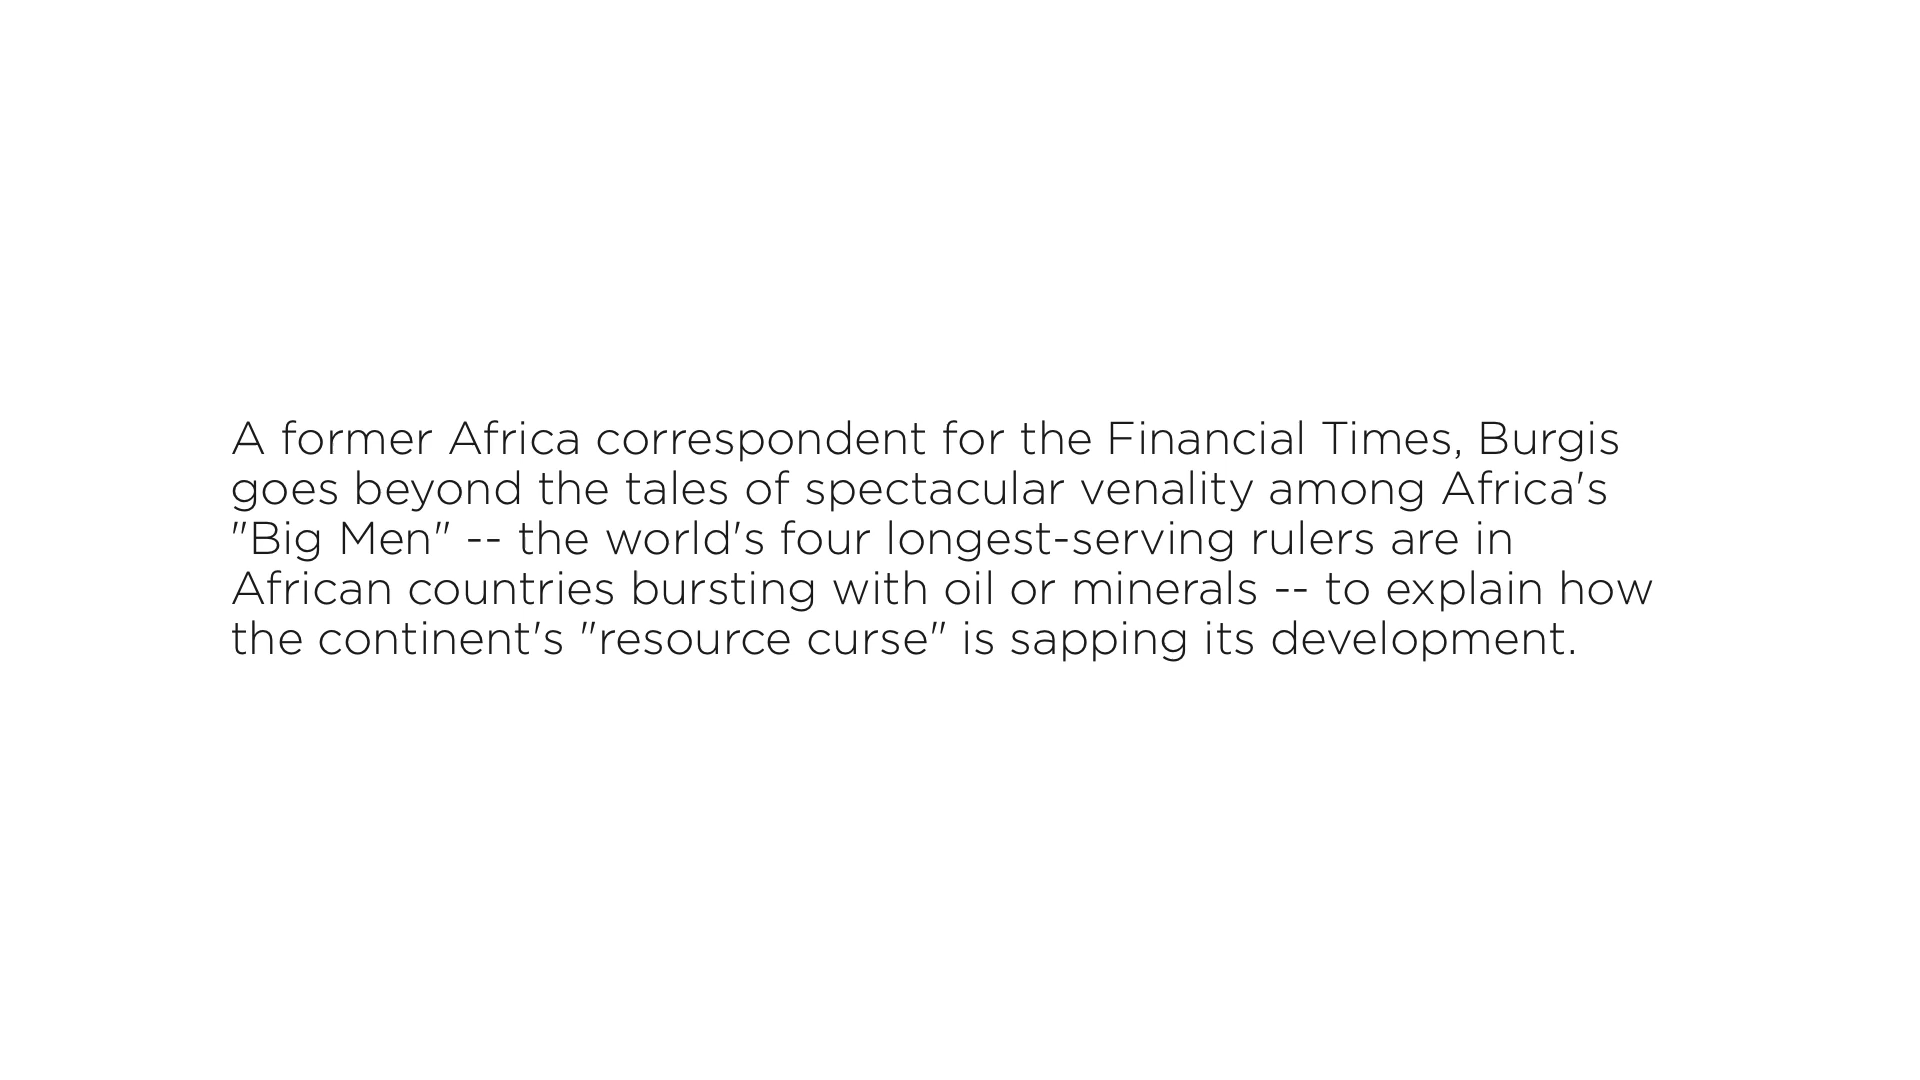 A former Africa correspondent for the Financial Times, Burgis
goes beyond the tales of spectacular venality among Africa's
"Big Men" -- the world's four longest-serving rulers are in
African countries bursting with oil or minerals -- to explain how
the continent's "resource curse" is sapping its development.